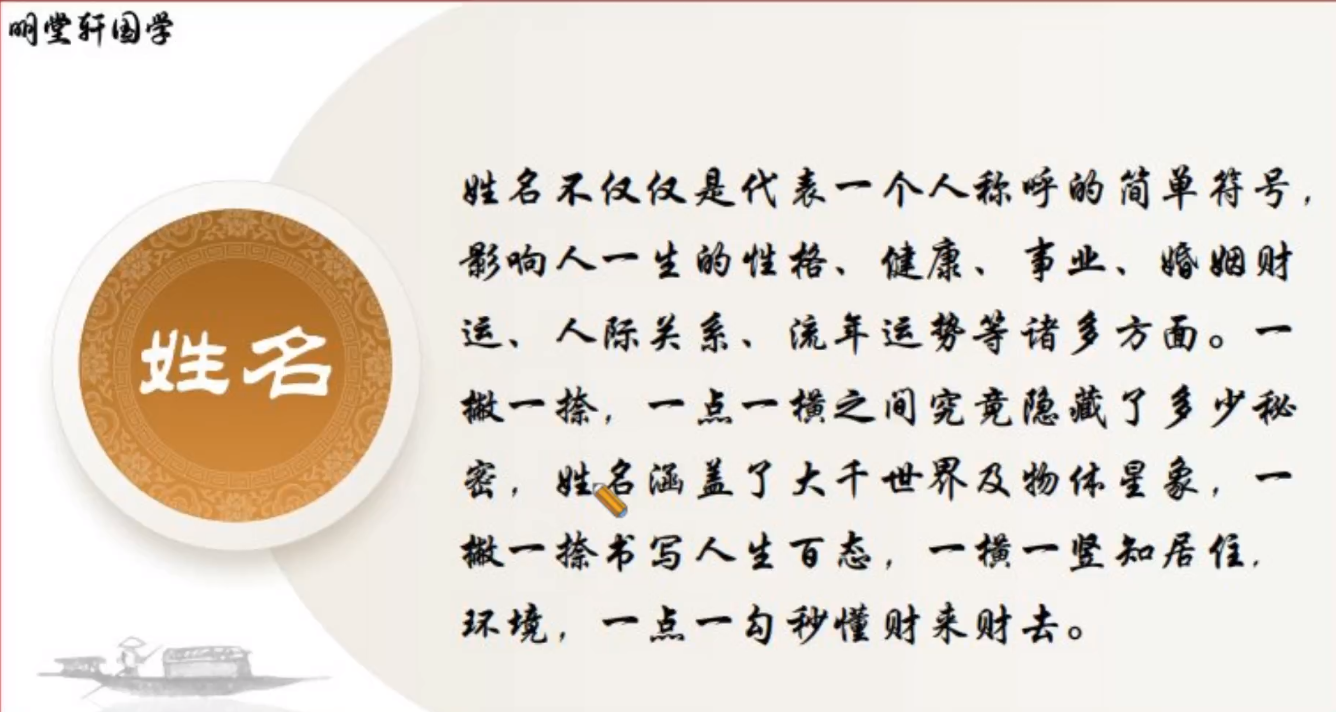 明堂轩国学
姓名
姓名不仅仅是代表一个人称呼的简单符号，
影响人一生的性格、健康、事业、婚姻财
运、人际关系、流年运势等诸多方面。一
撇一捺，一点一横之间究竟隐藏了多少秘
密，姓名涵盖了大千世界及物体星象，一
撇一捺书写人生百态，一横一竖知居住，
环境，一点一勾秒懂财来财去。